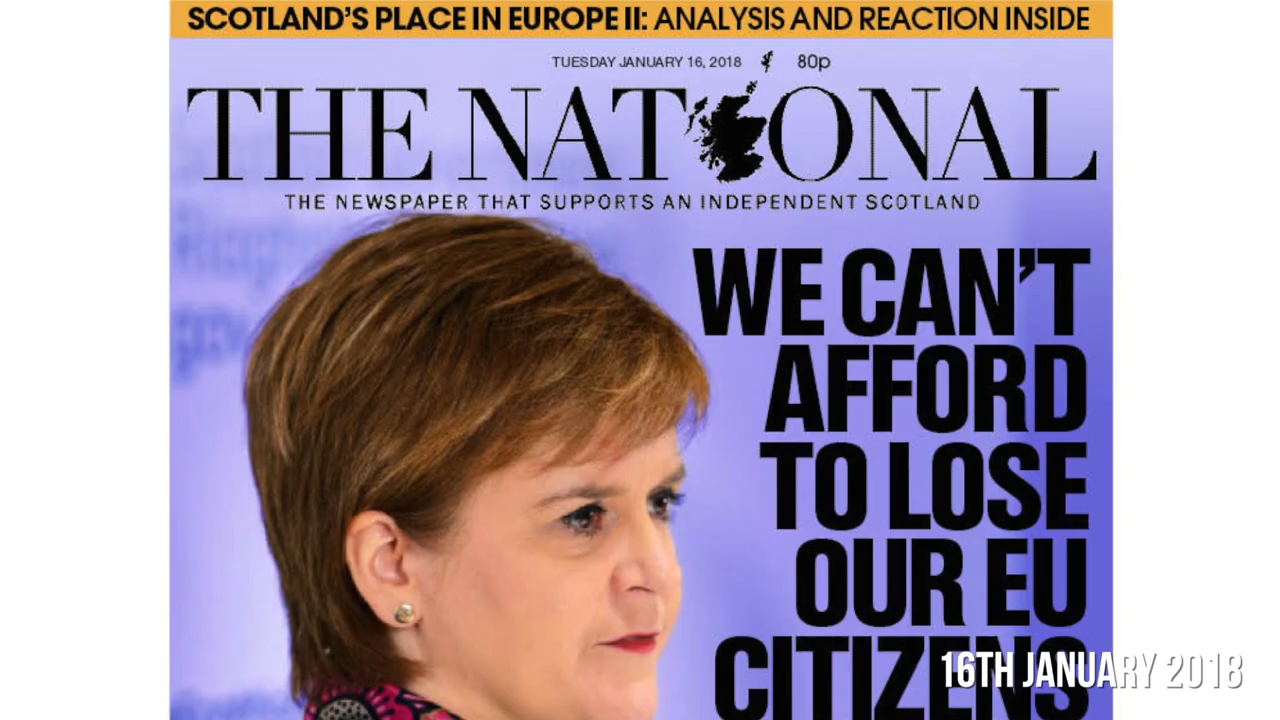 SCOTLAND'S PLACE IN EUROPE II: ANALYSIS AND REACTION INSIDE
TUESDAY JANUARY 16, 2018 80p
THE NATIONAL
THE NEWSPAPER THAT SUPPORTS AN INDEPENDENT SCOTLAND
WE CAN'T
AFFORD
TO LOSE
OUR EU
CITIZENS
16TH JANUARY 2018